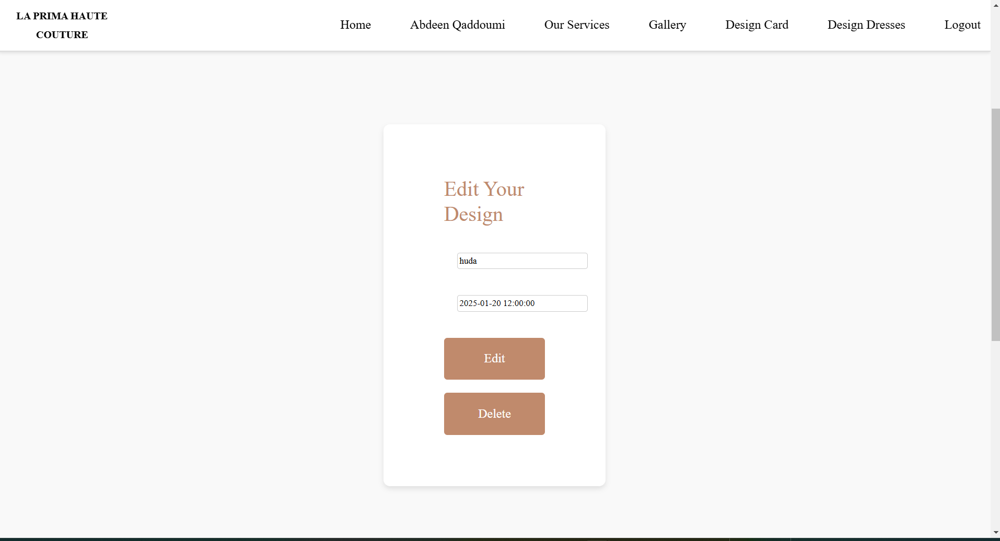 LA PRIMA HAUTE
COUTURE
Home Abdeen Qaddoumi Our Services Gallery Design Card Design Dresses Logout
Edit Your
Design
huda
2025-01-20 12:00:00
Edit
Delete